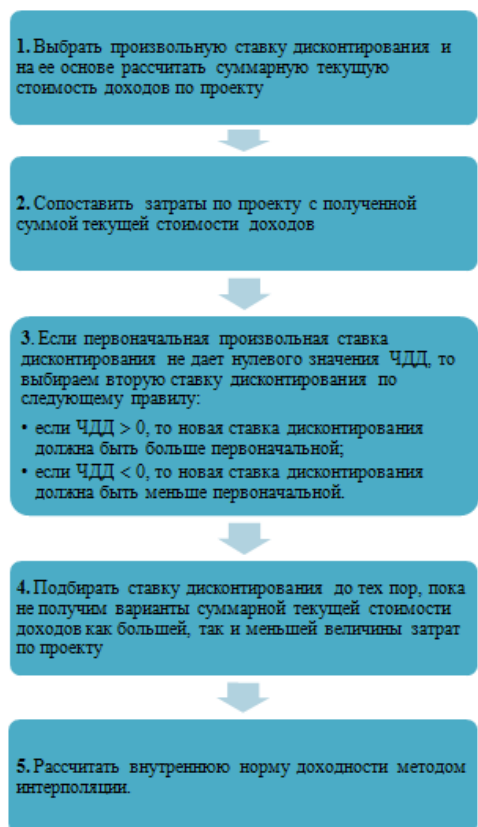 1. Выбрать произвольную ставку дисконтирования и
на ее основе рассчитать суммарную текущую
стоимость доходов по проекту
2. Сопоставить затраты по проекту с полученной
суммой текущей стоимости доходов
3. Если первоначальная произвольная ставка
дисконтирования не дает нулевого значения ЧДД, то
выбираем вторую ставку дисконтирования по
следующему правилу:
• если ЧДД > 0, то новая ставка дисконтирования
должна быть больше первоначальной;
• если ЧДД < 0, то новая ставка дисконтирования
должна быть меньше первоначальной.
4. Подбирать ставку дисконтирования до тех пор, пока
не получим варианты суммарной текущей стоимости
доходов как большей, так и меньшей величины затрат
по проекту
5. Рассчитать внутреннюю норму доходности методом
интерполяции.